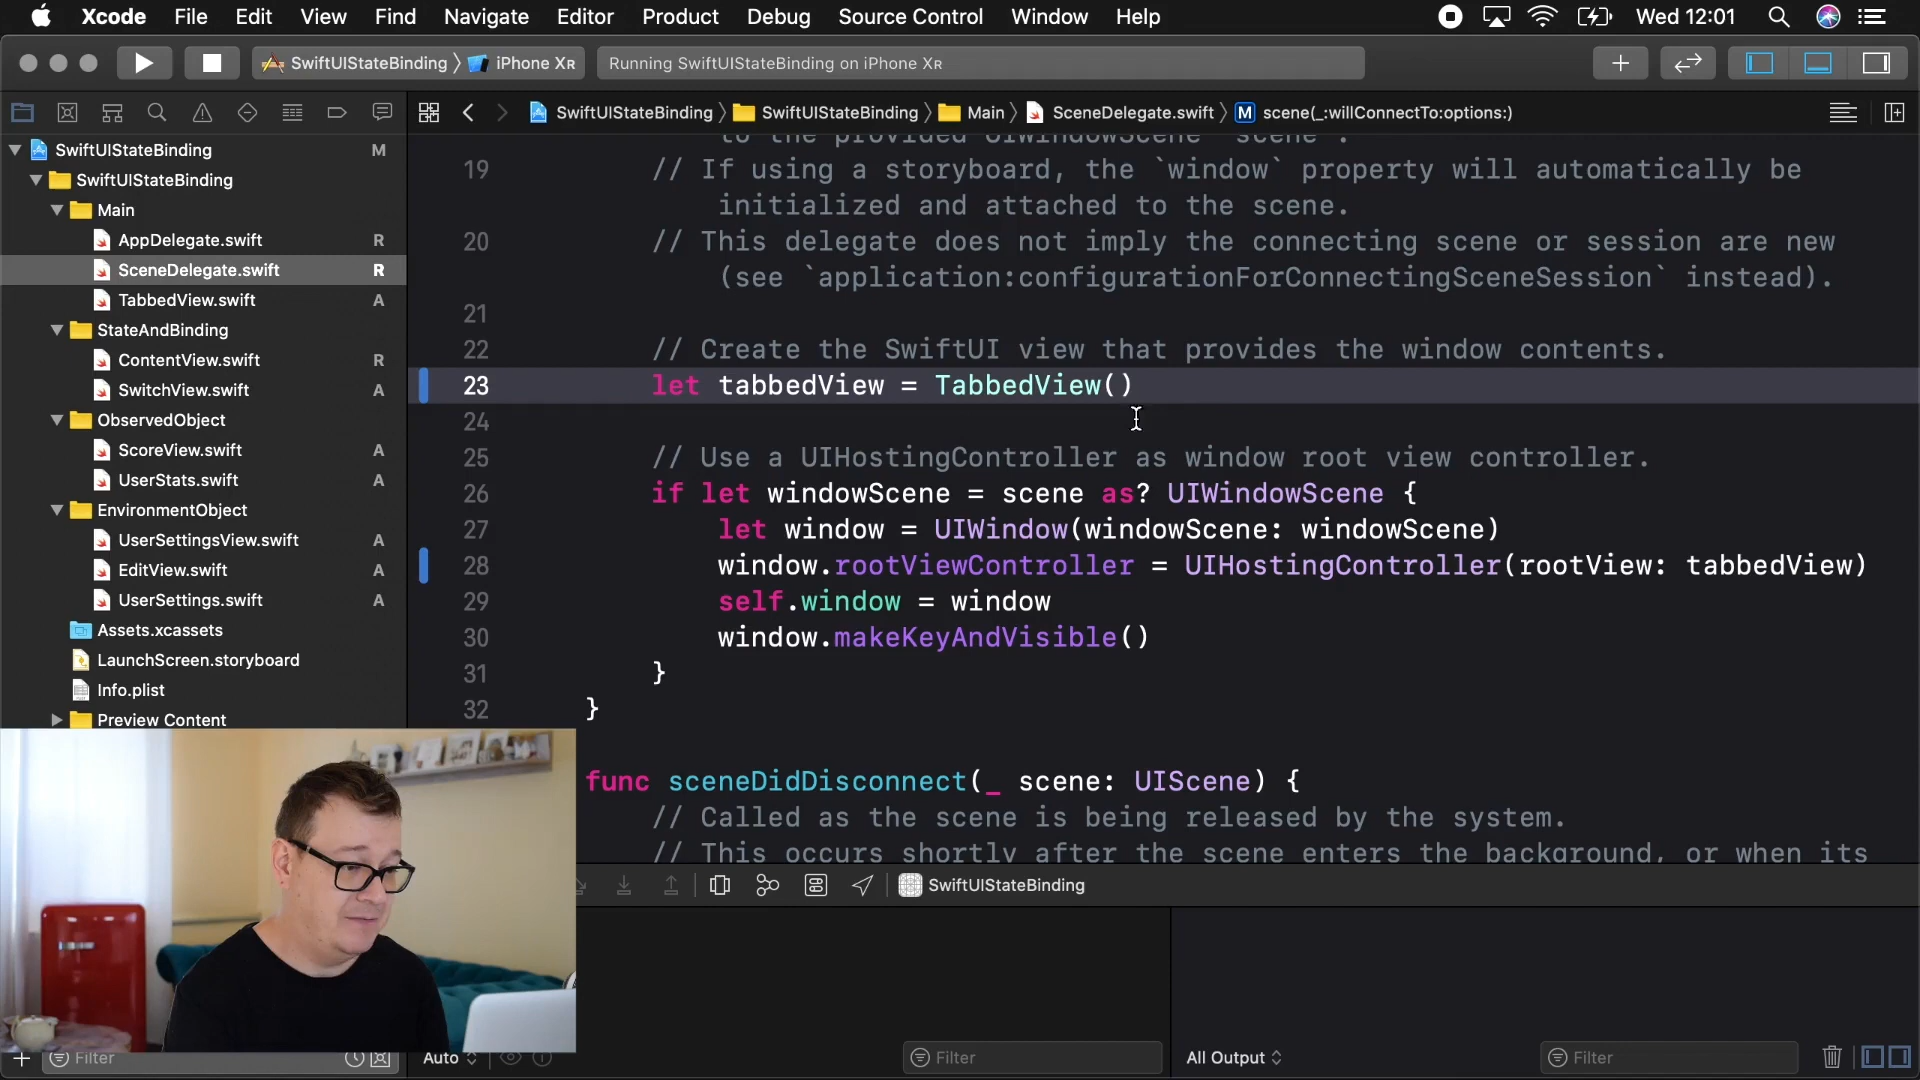 Xcode File Edit View Find Navigate Editor Product Debug Source Control Window Help Wed 12:01
SwiftUIStateBinding 〉 iPhone XR Running SwiftUIStateBinding on iPhone XR
SwiftUIStateBinding 〉 SwiftUIStateBinding 〉 Main 〉 SceneDelegate.swift 〉 M scene(_:willConnectTo:options:)
SwiftUIStateBinding M
SwiftUIStateBinding
Main
AppDelegate.swift R
SceneDelegate.swift R
TabbedView.swift A
StateAndBinding
ContentView.swift R
SwitchView.swift A
ObservedObject
ScoreView.swift A
UserStats.swift A
EnvironmentObject
UserSettingsView.swift A
EditView.swift A
UserSettings.swift A
Assets.xcassets
LaunchScreen.storyboard
Info.plist
Preview Content
to the provided UIWindowScene `scene`.
19 // If using a storyboard, the `window` property will automatically be
initialized and attached to the scene.
20 // This delegate does not imply the connecting scene or session are new
(see `application:configurationForConnectingSceneSession` instead).
21
22 // Create the SwiftUI view that provides the window contents.
23 let tabbedView = TabbedView()
24
25 // Use a UIHostingController as window root view controller.
26 if let windowScene = scene as? UIWindowScene {
27 let window = UIWindow(windowScene: windowScene)
28 window.rootViewController = UIHostingController(rootView: tabbedView)
29 self.window = window
30 window.makeKeyAndVisible()
31 }
32 }
func sceneDidDisconnect(_ scene: UIScene) {
// Called as the scene is being released by the system.
// This occurs shortly after the scene enters the background, or when its
SwiftUIStateBinding
Filter Auto Filter All Output Filter